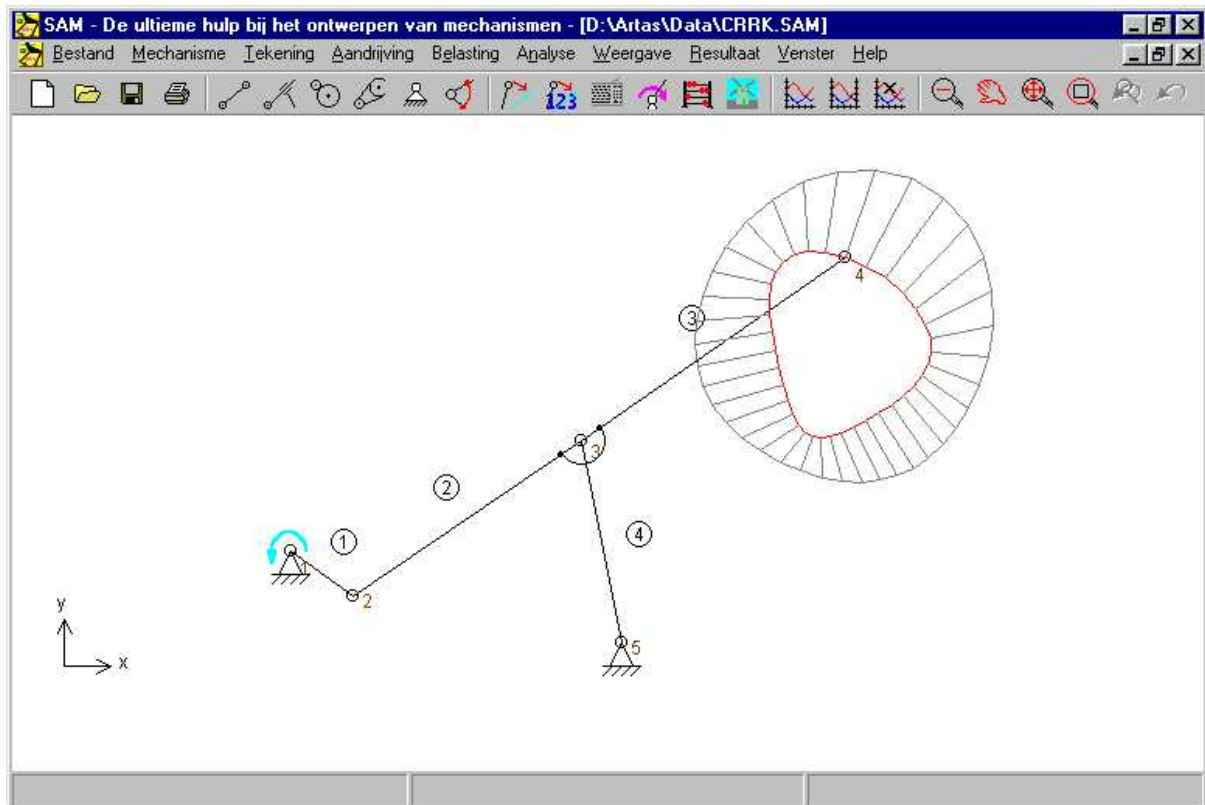 SAM - De ultieme hulp bij het ontwerpen van mechanismen - [D:\Artas\Data\CRRK.SAM]
Bestand Mechanisme Tekening Aandrijving Belasting Analyse Weergave Resultaat Venster Help
123
4
3
3
2
4
1
1
2
5
y
x